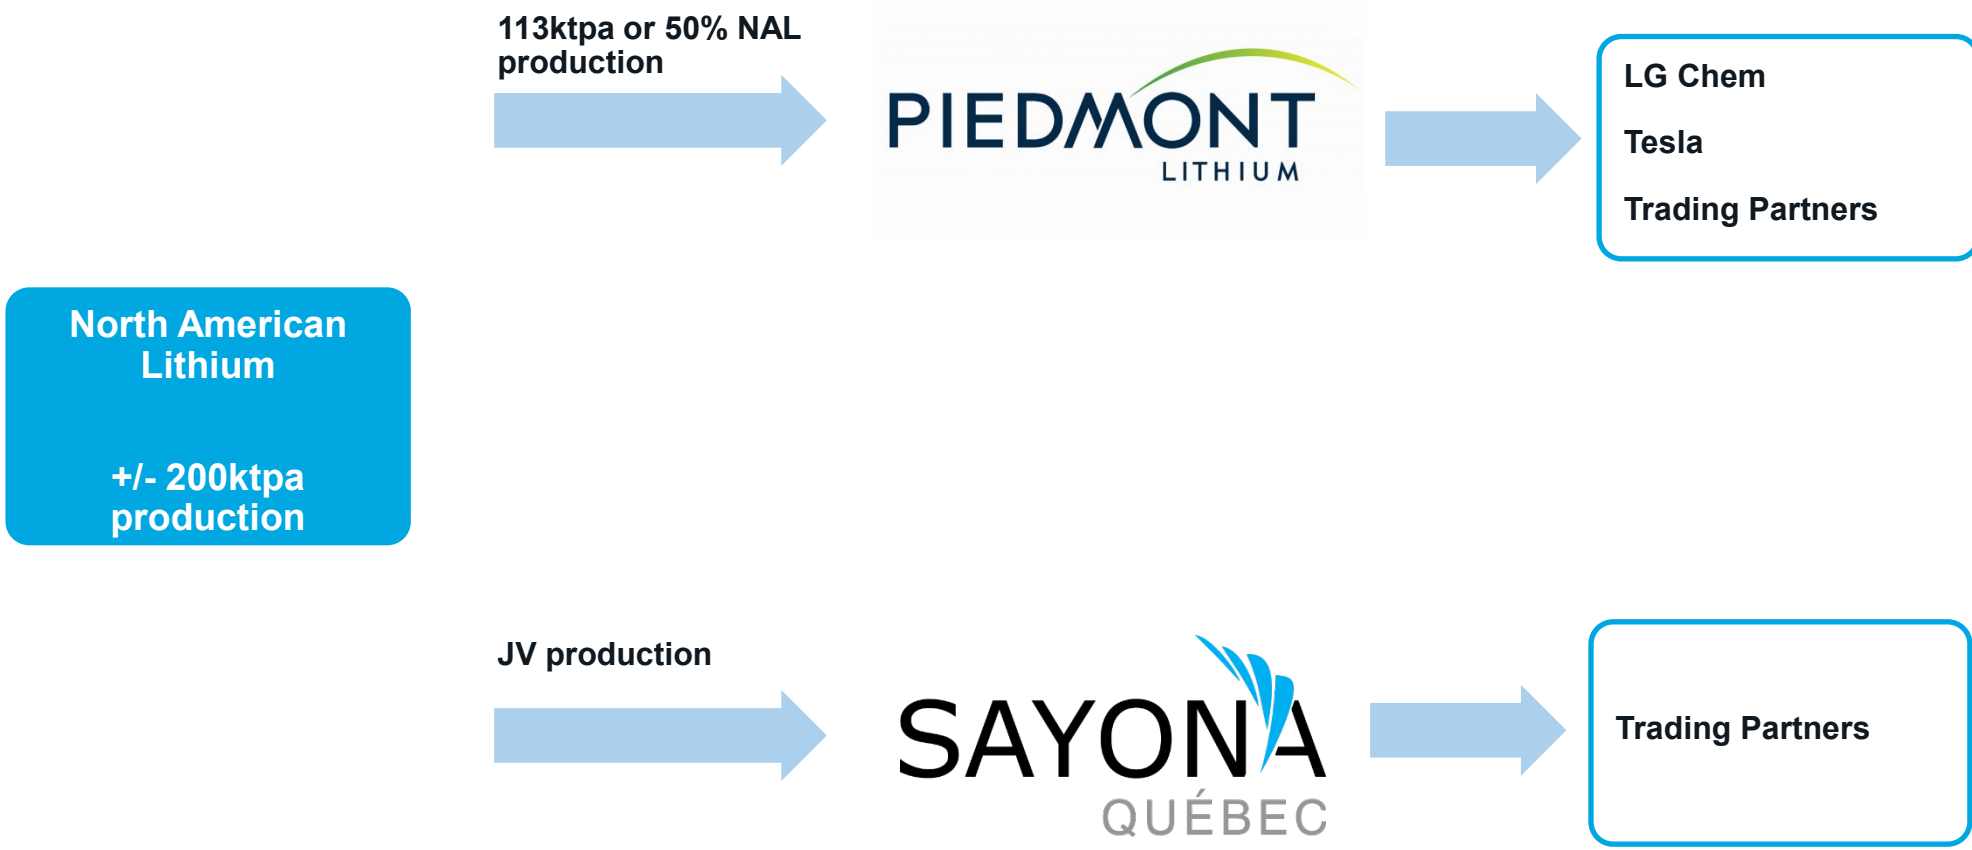 113ktpa or 50% NAL
production
PIEDMONT
LITHIUM
LG Chem
Tesla
Trading Partners
North American
Lithium
+/- 200ktpa
production
JV production
SAYONA
QUÉBEC
Trading Partners